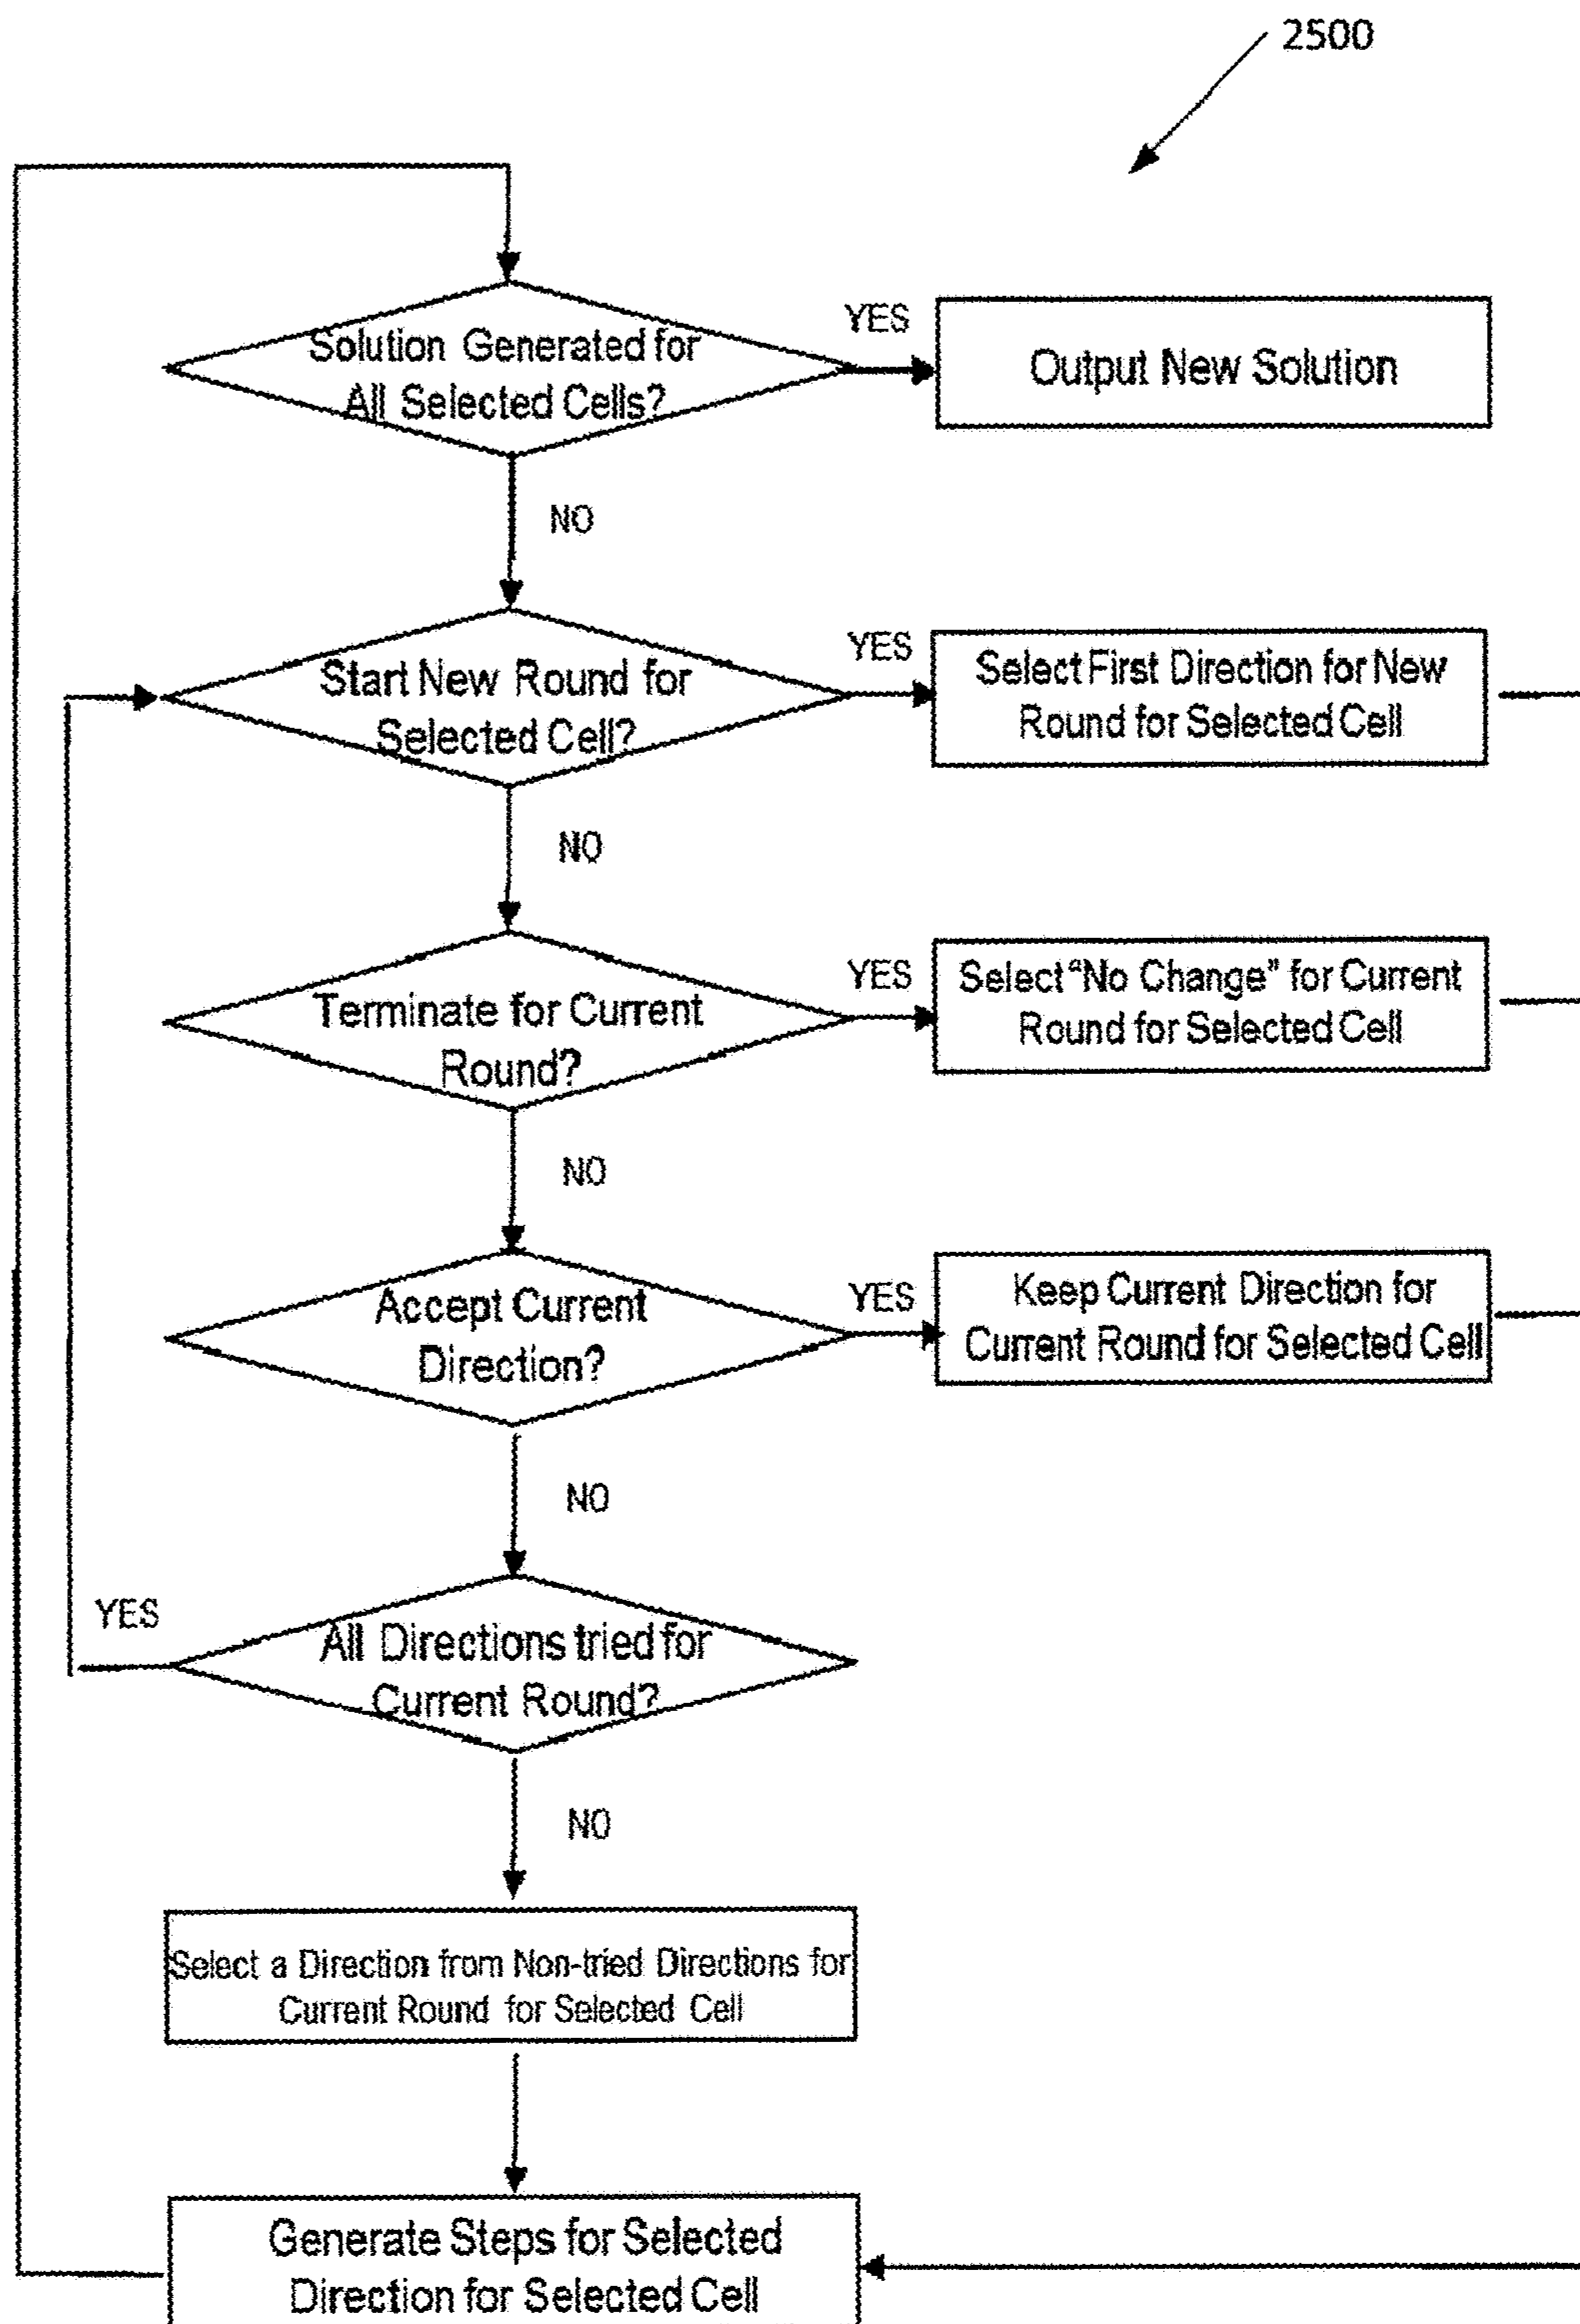 2500
Solution Generated for
All Selected Cells?
YES
Output New Solution
NO
Start New Round for
Selected Cell?
YES
Select First Direction for New
Round for Selected Cell
NO
Terminate for Current
Round?
YES
Select “No Change” for Current
Round for Selected Cell
NO
Accept Current
Direction?
YES
Keep Current Direction for
Current Round for Selected Cell
NO
YES
All Directions tried for
Current Round?
NO
Select a Direction from Non-tried Directions for
Current Round for Selected Cell
Generate Steps for Selected
Direction for Selected Cell